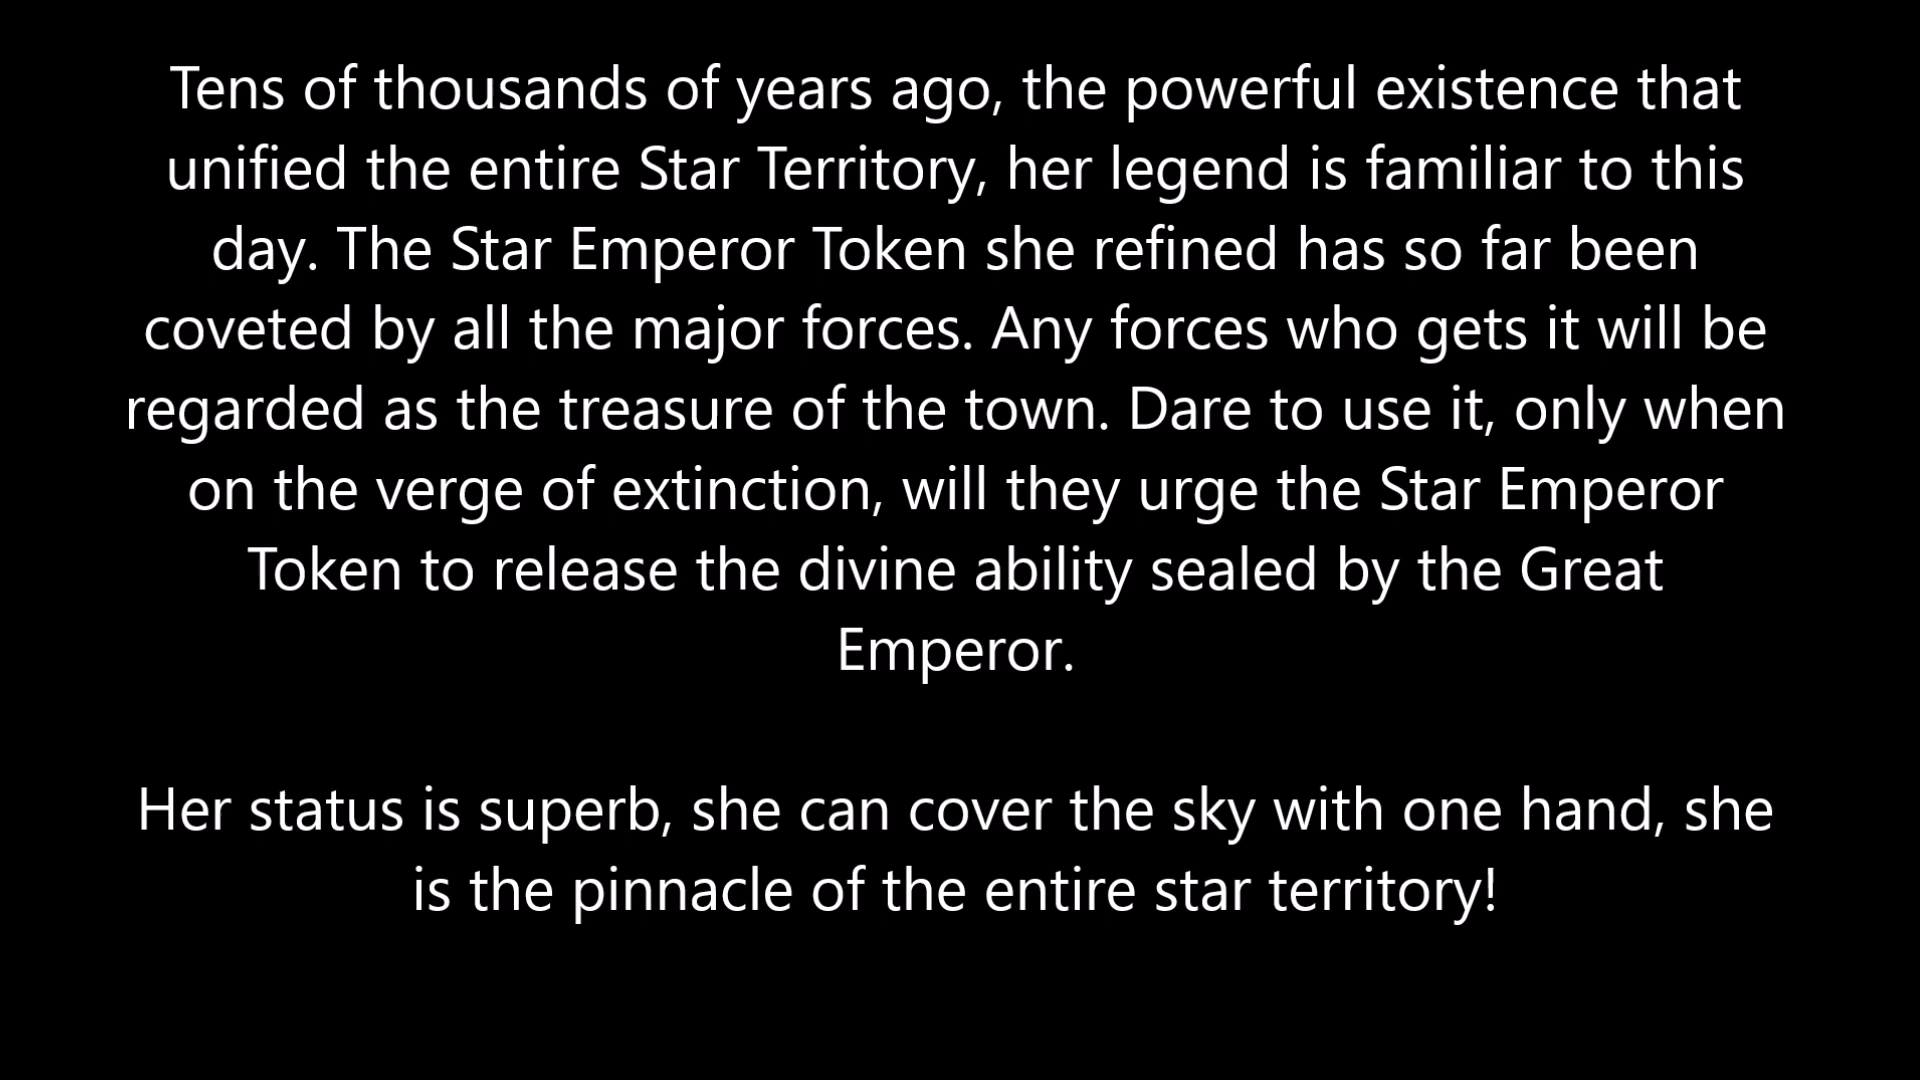 Tens of thousands of years ago, the powerful existence that
unified the entire Star Territory, her legend is familiar to this
day. The Star Emperor Token she refined has so far been
coveted by all the major forces. Any forces who gets it will be
regarded as the treasure of the town. Dare to use it, only when
on the verge of extinction, will they urge the Star Emperor
Token to release the divine ability sealed by the Great
Emperor.
Her status is superb, she can cover the sky with one hand, she
is the pinnacle of the entire star territory!